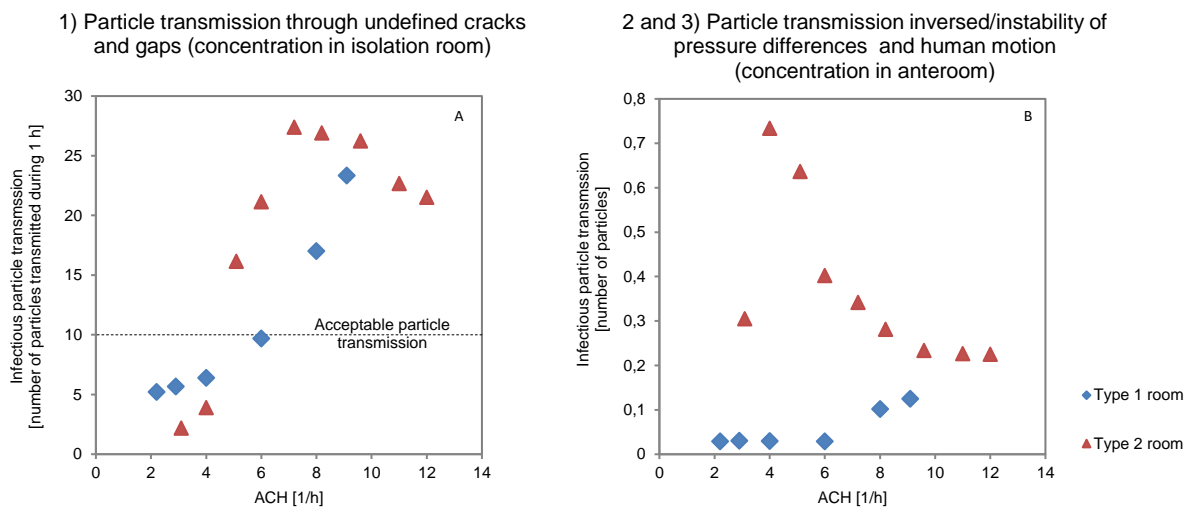 1) Particle transmission through undefined cracks
and gaps (concentration in isolation room)
30
25
20
15
10
5
0
0
2
4
6
8
10
12
14
A
Acceptable particle
transmission
Infectious particle transmission
[number of particles transmitted during 1 h]
ACH [1/h]
2 and 3) Particle transmission inversed/instability of
pressure differences and human motion
(concentration in anteroom)
0,8
0,7
0,6
0,5
0,4
0,3
0,2
0,1
0
0
2
4
6
8
10
12
14
B
Infectious particle transmssion
[number of particles]
ACH [1/h]
Type 1 room
Type 2 room